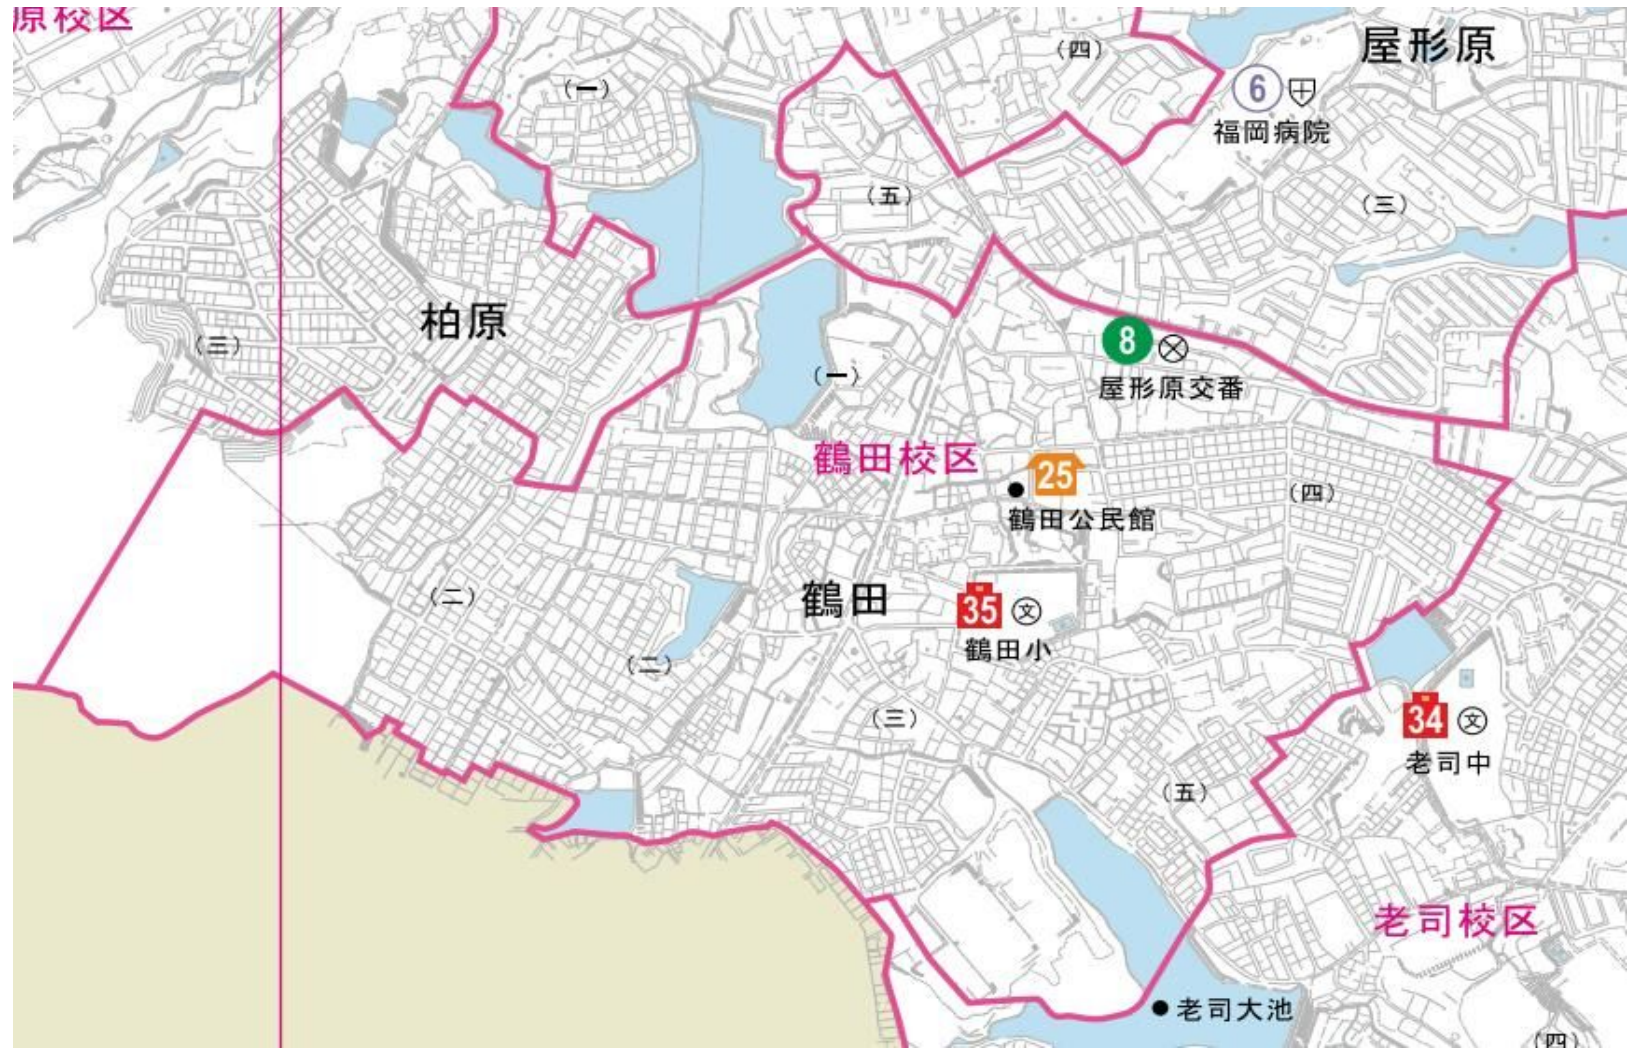 原校区
屋形原
(一)
(四)
6
福岡病院
(五)
(三)
柏原
(三)
8
屋形原交番
(一)
鶴田校区
25
鶴田公民館
(四)
(二)
鶴田
35
文
鶴田小
(二)
(三)
34
文
老司中
(五)
老司校区
老司大池
(四)